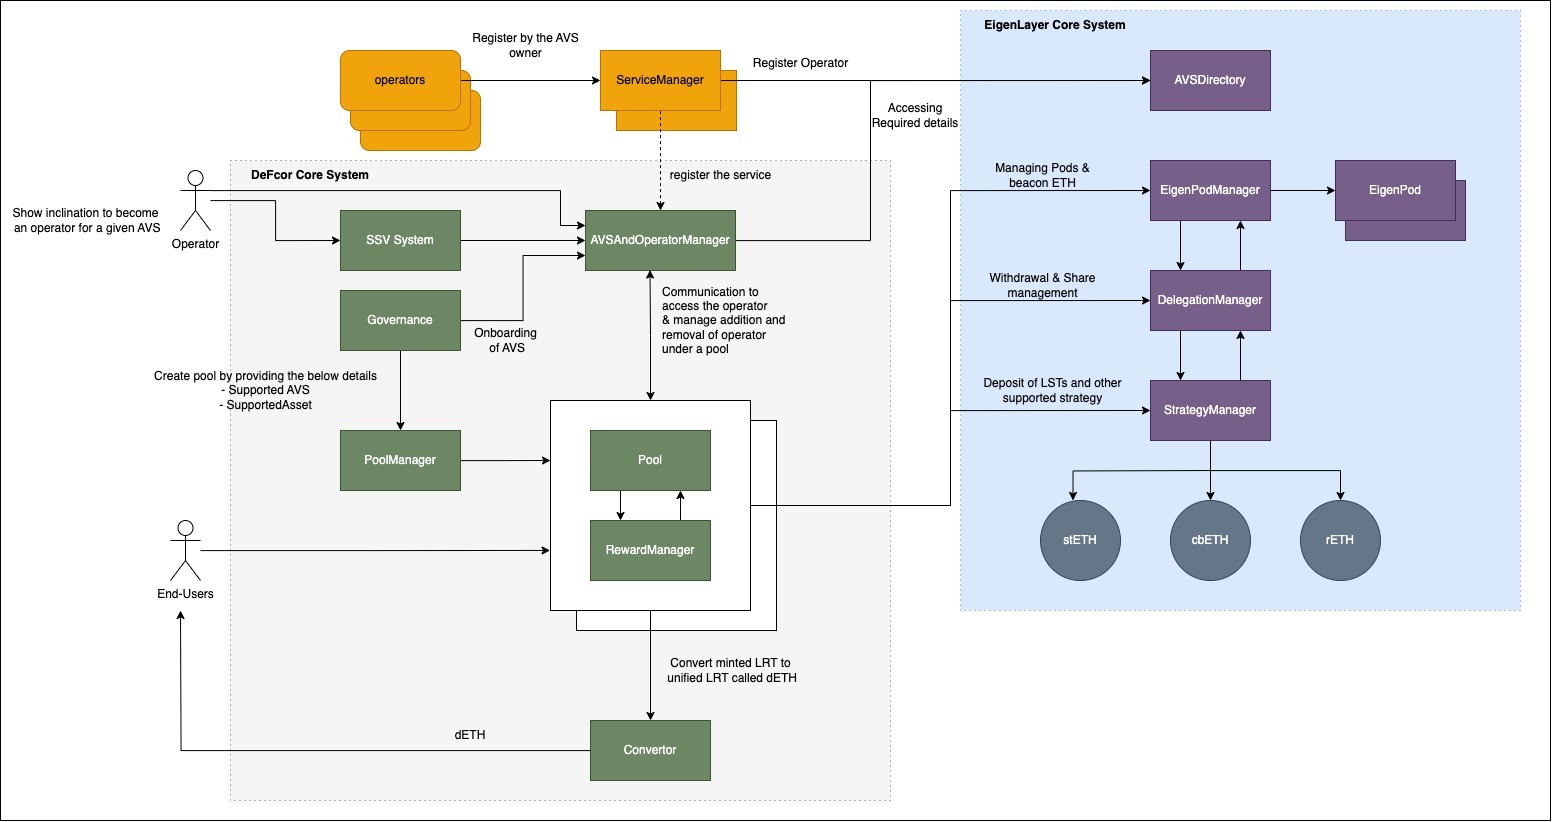 EigenLayer Core System
Register by the AVS
owner
operators
ServiceManager
Register Operator
AVSDirectory
Accessing
Required details
DeFcor Core System
register the service
Managing Pods &
beacon ETH
EigenPodManager
EigenPod
Show inclination to become
an operator for a given AVS
Operator
SSV System
AVSAndOperatorManager
Governance
Onboarding
of AVS
Communication to
access the operator
& manage addition and
removal of operator
under a pool
Withdrawal & Share
management
DelegationManager
Create pool by providing the below details
- Supported AVS
- SupportedAsset
Deposit of LSTs and other
supported strategy
StrategyManager
PoolManager
Pool
RewardManager
stETH
cbETH
rETH
End-Users
Convert minted LRT to
unified LRT called dETH
dETH
Convertor